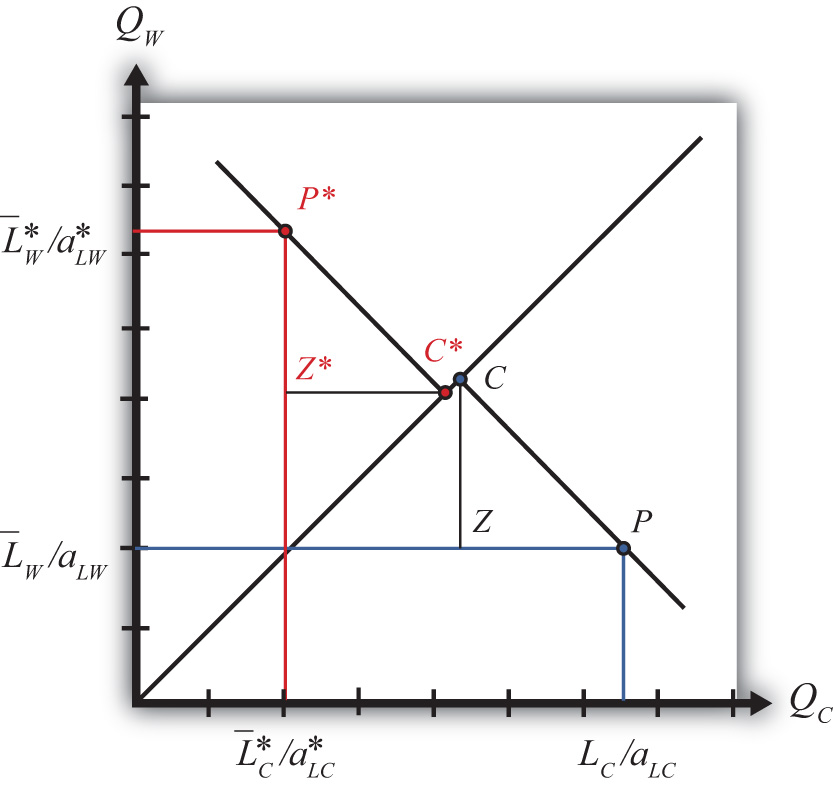 Q_W
P*
L̅*_W/a*_LW
C*
Z*
C
Z
P
L̅_W/a_LW
Q_C
L̅*_C/a*_LC
L_C/a_LC